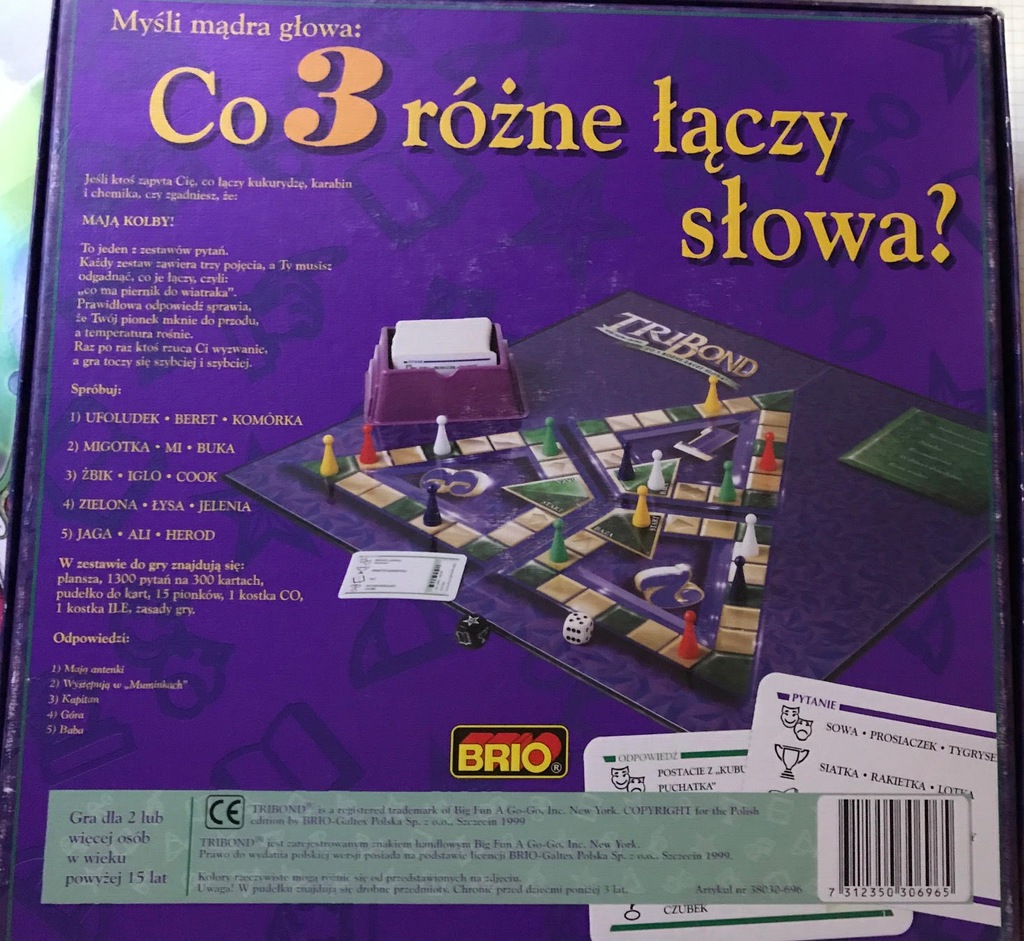 Myśli mądra głowa:
Co 3 różne łączy
słowa?
Jeśli ktoś zapyta Cię, co łączy kukurydzę, karabin
i chemika, czy zgadniesz, że:
MAJĄ KOLBY!
To jeden z zestawów pytań.
Każdy zestaw zawiera trzy pojęcia, a Ty musisz
odgadnąć, co je łączy, czyli:
„co ma piernik do wiatraka".
Prawidłowa odpowiedź sprawia,
że Twój pionek mknie do przodu,
a temperatura rośnie.
Raz po raz ktoś rzuca Ci wyzwanie,
a gra toczy się szybciej i szybciej.
Spróbuj:
1) UFOLUDEK • BERET • KOMÓRKA
2) MIGOTKA • MI • BUKA
3) ŻBIK • IGLO • COOK
4) ZIELONA • ŁYSA • JELENIA
5) JAGA • ALI • HEROD
W zestawie do gry znajdują się:
plansza, 1300 pytań na 300 kartach,
pudełko do kart, 15 pionków, 1 kostka CO,
1 kostka ILE, zasady gry.
Odpowiedzi:
1) Mają antenki
2) Występują w „Muminkach"
3) Kapitan
4) Góra
5) Baba
TRIBOND
START
BRIO®
PYTANIE
SOWA • PROSIACZEK • TYGRYSE
SIATKA • RAKIETKA • LOTKA
ODPOWIEDŹ
POSTACIE Z „KUBU
PUCHATKA"
CZUBEK
Gra dla 2 lub
więcej osób
w wieku
powyżej 15 lat
CE
TRIBOND® is a registered trademark of Big Fun A Go-Go, Inc. New York. COPYRIGHT for the Polish
edition by BRIO-Galtex Polska Sp. z o.o., Szczecin 1999
TRIBOND® jest zarejestrowanym znakiem handlowym Big Fun A Go-Go, Inc. New York.
Prawo do wydania polskiej wersji posiada na podstawie licencji BRIO-Galtex Polska Sp. z o.o., Szczecin 1999.
Kolory rzeczywiste mogą różnić się od przedstawionych na zdjęciu.
Uwaga! W pudełku znajdują się drobne przedmioty. Chronić przed dziećmi poniżej 3 lat.
Artykuł nr 38030-696
7 312350 306965